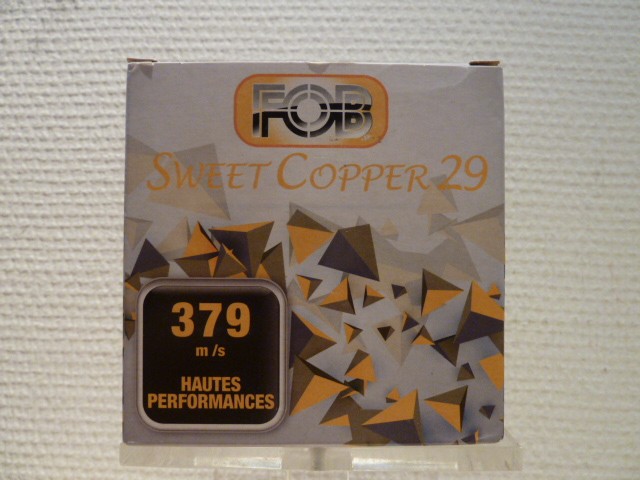 FOB
SWEET COPPER 29
379
m/s
HAUTES
PERFORMANCES